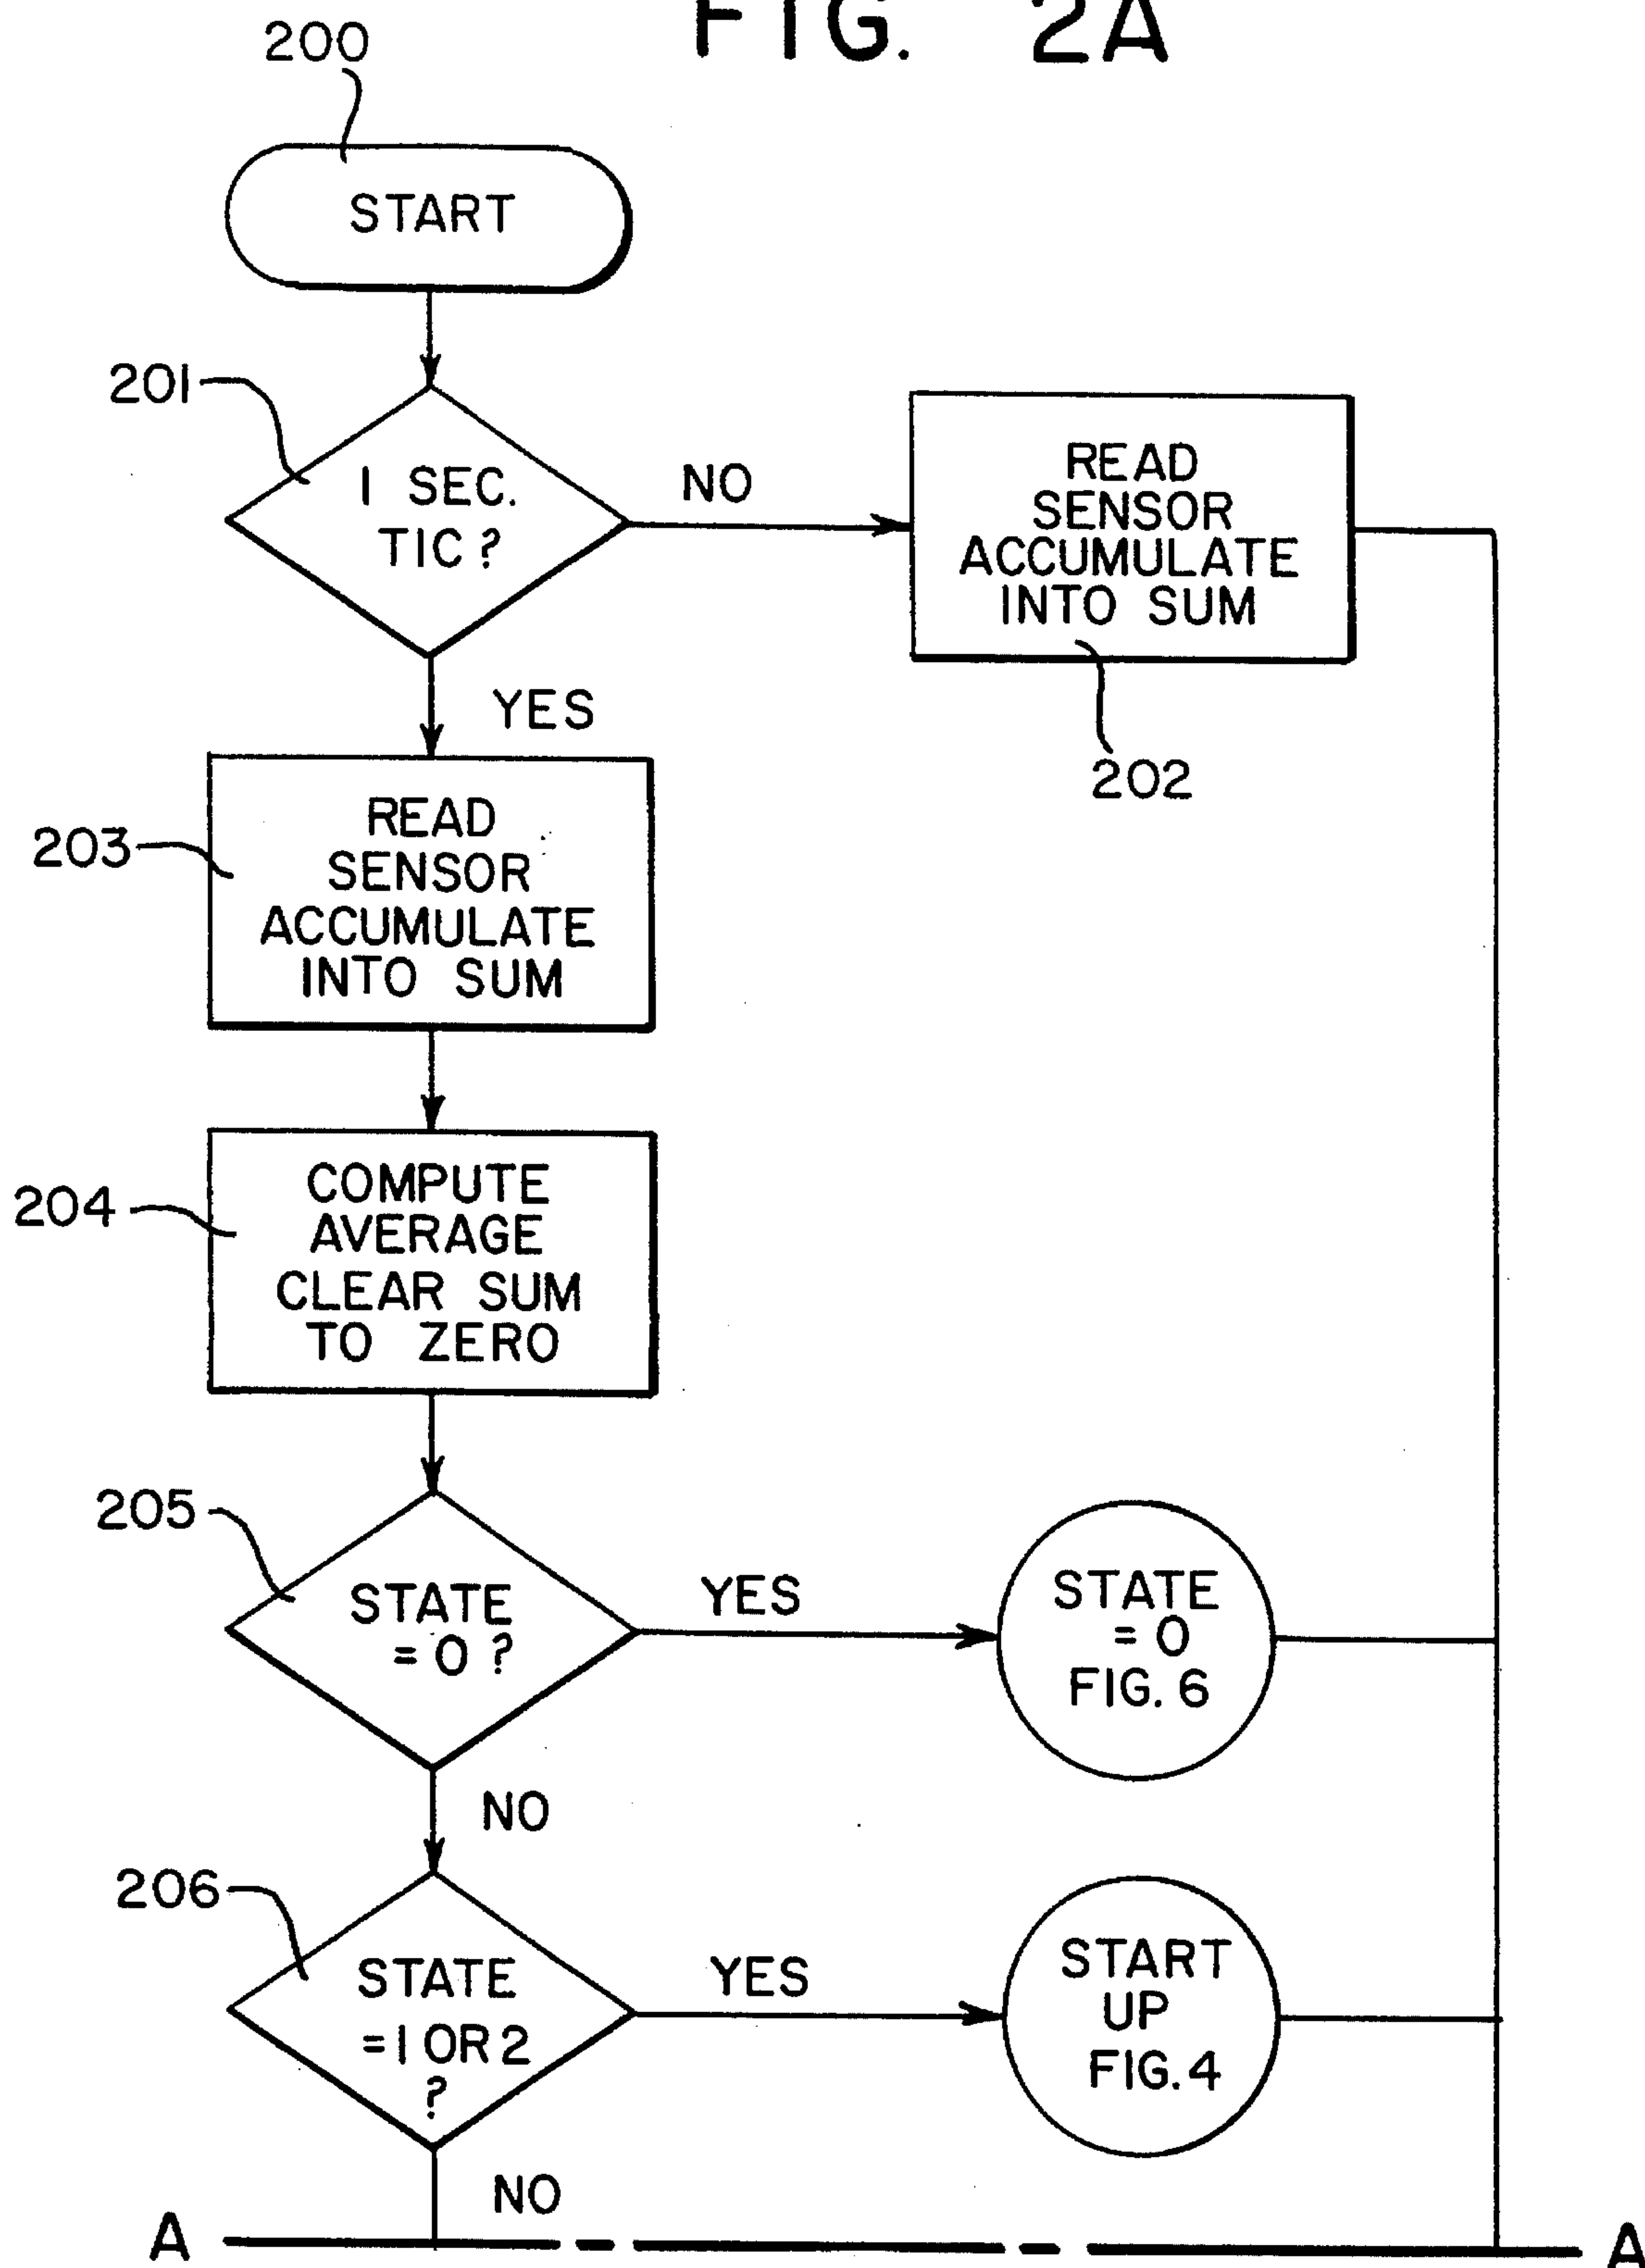 FIG. 2A
200
START
201
1 SEC.
TIC?
NO
READ
SENSOR
ACCUMULATE
INTO SUM
202
YES
203
READ
SENSOR
ACCUMULATE
INTO SUM
204
COMPUTE
AVERAGE
CLEAR SUM
TO ZERO
205
STATE
= 0 ?
YES
STATE
= 0
FIG. 6
NO
206
STATE
= 1 OR 2
?
YES
START
UP
FIG. 4
NO
A
A